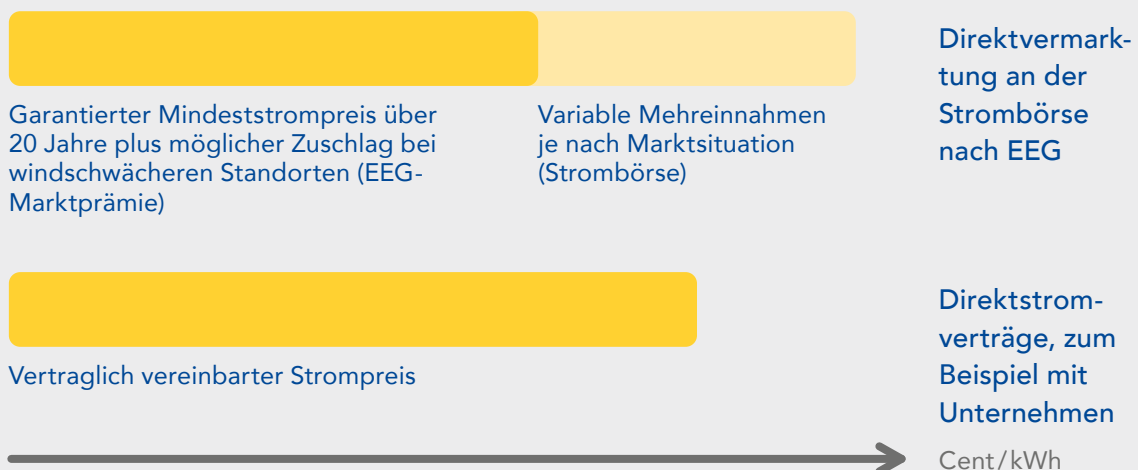 Direktvermark-
tung an der
Strombörse
nach EEG
Garantierter Mindeststrompreis über
20 Jahre plus möglicher Zuschlag bei
windschwächeren Standorten (EEG-
Marktprämie)
Variable Mehreinnahmen
je nach Marktsituation
(Strombörse)
Direktstrom-
verträge, zum
Beispiel mit
Unternehmen
Vertraglich vereinbarter Strompreis
Cent/kWh